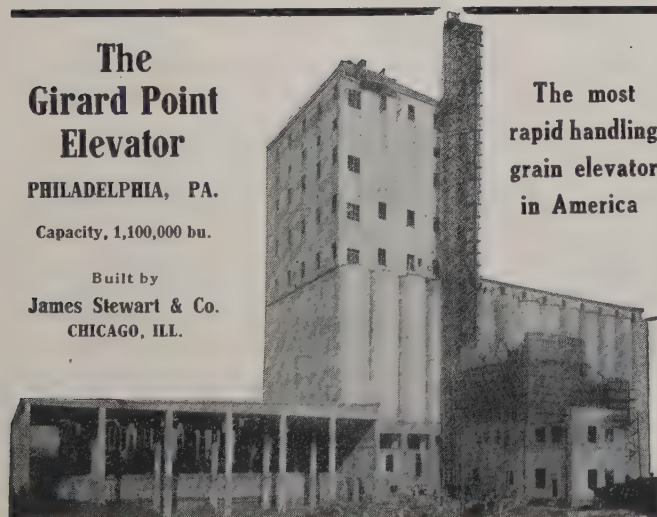 The
Girard Point
Elevator
PHILADELPHIA, PA.
Capacity, 1,100,000 bu.
Built by
James Stewart & Co.
CHICAGO, ILL.
The most
rapid handling
grain elevator
in America